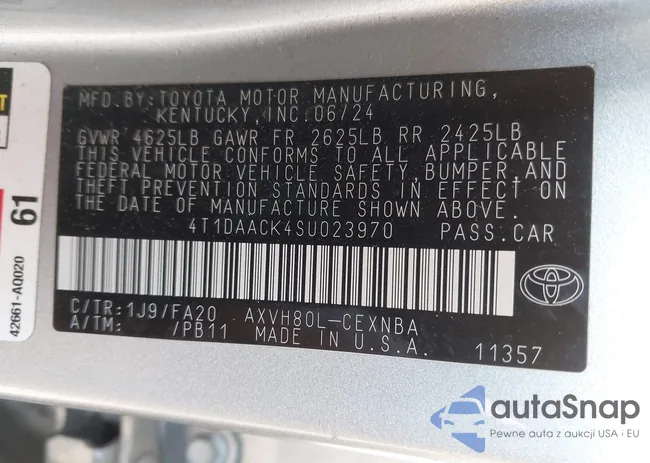 MFD.BY:TOYOTA MOTOR MANUFACTURING,
KENTUCKY,INC.06/24
GVWR 4625LB GAWR FR 2625LB RR 2425LB
THIS VEHICLE CONFORMS TO ALL APPLICABLE
FEDERAL MOTOR VEHICLE SAFETY,BUMPER,AND
THEFT PREVENTION STANDARDS IN EFFECT ON
THE DATE OF MANUFACTURE SHOWN ABOVE.
4T1DAACK4SU023970 PASS.CAR
C/TR:1J9/FA20 AXVH80L-CEXNBA
A/TM: /PB11 MADE IN U.S.A. 11357
61
42661-A0020
autaSnap
Pewne auta z aukcji USA i EU